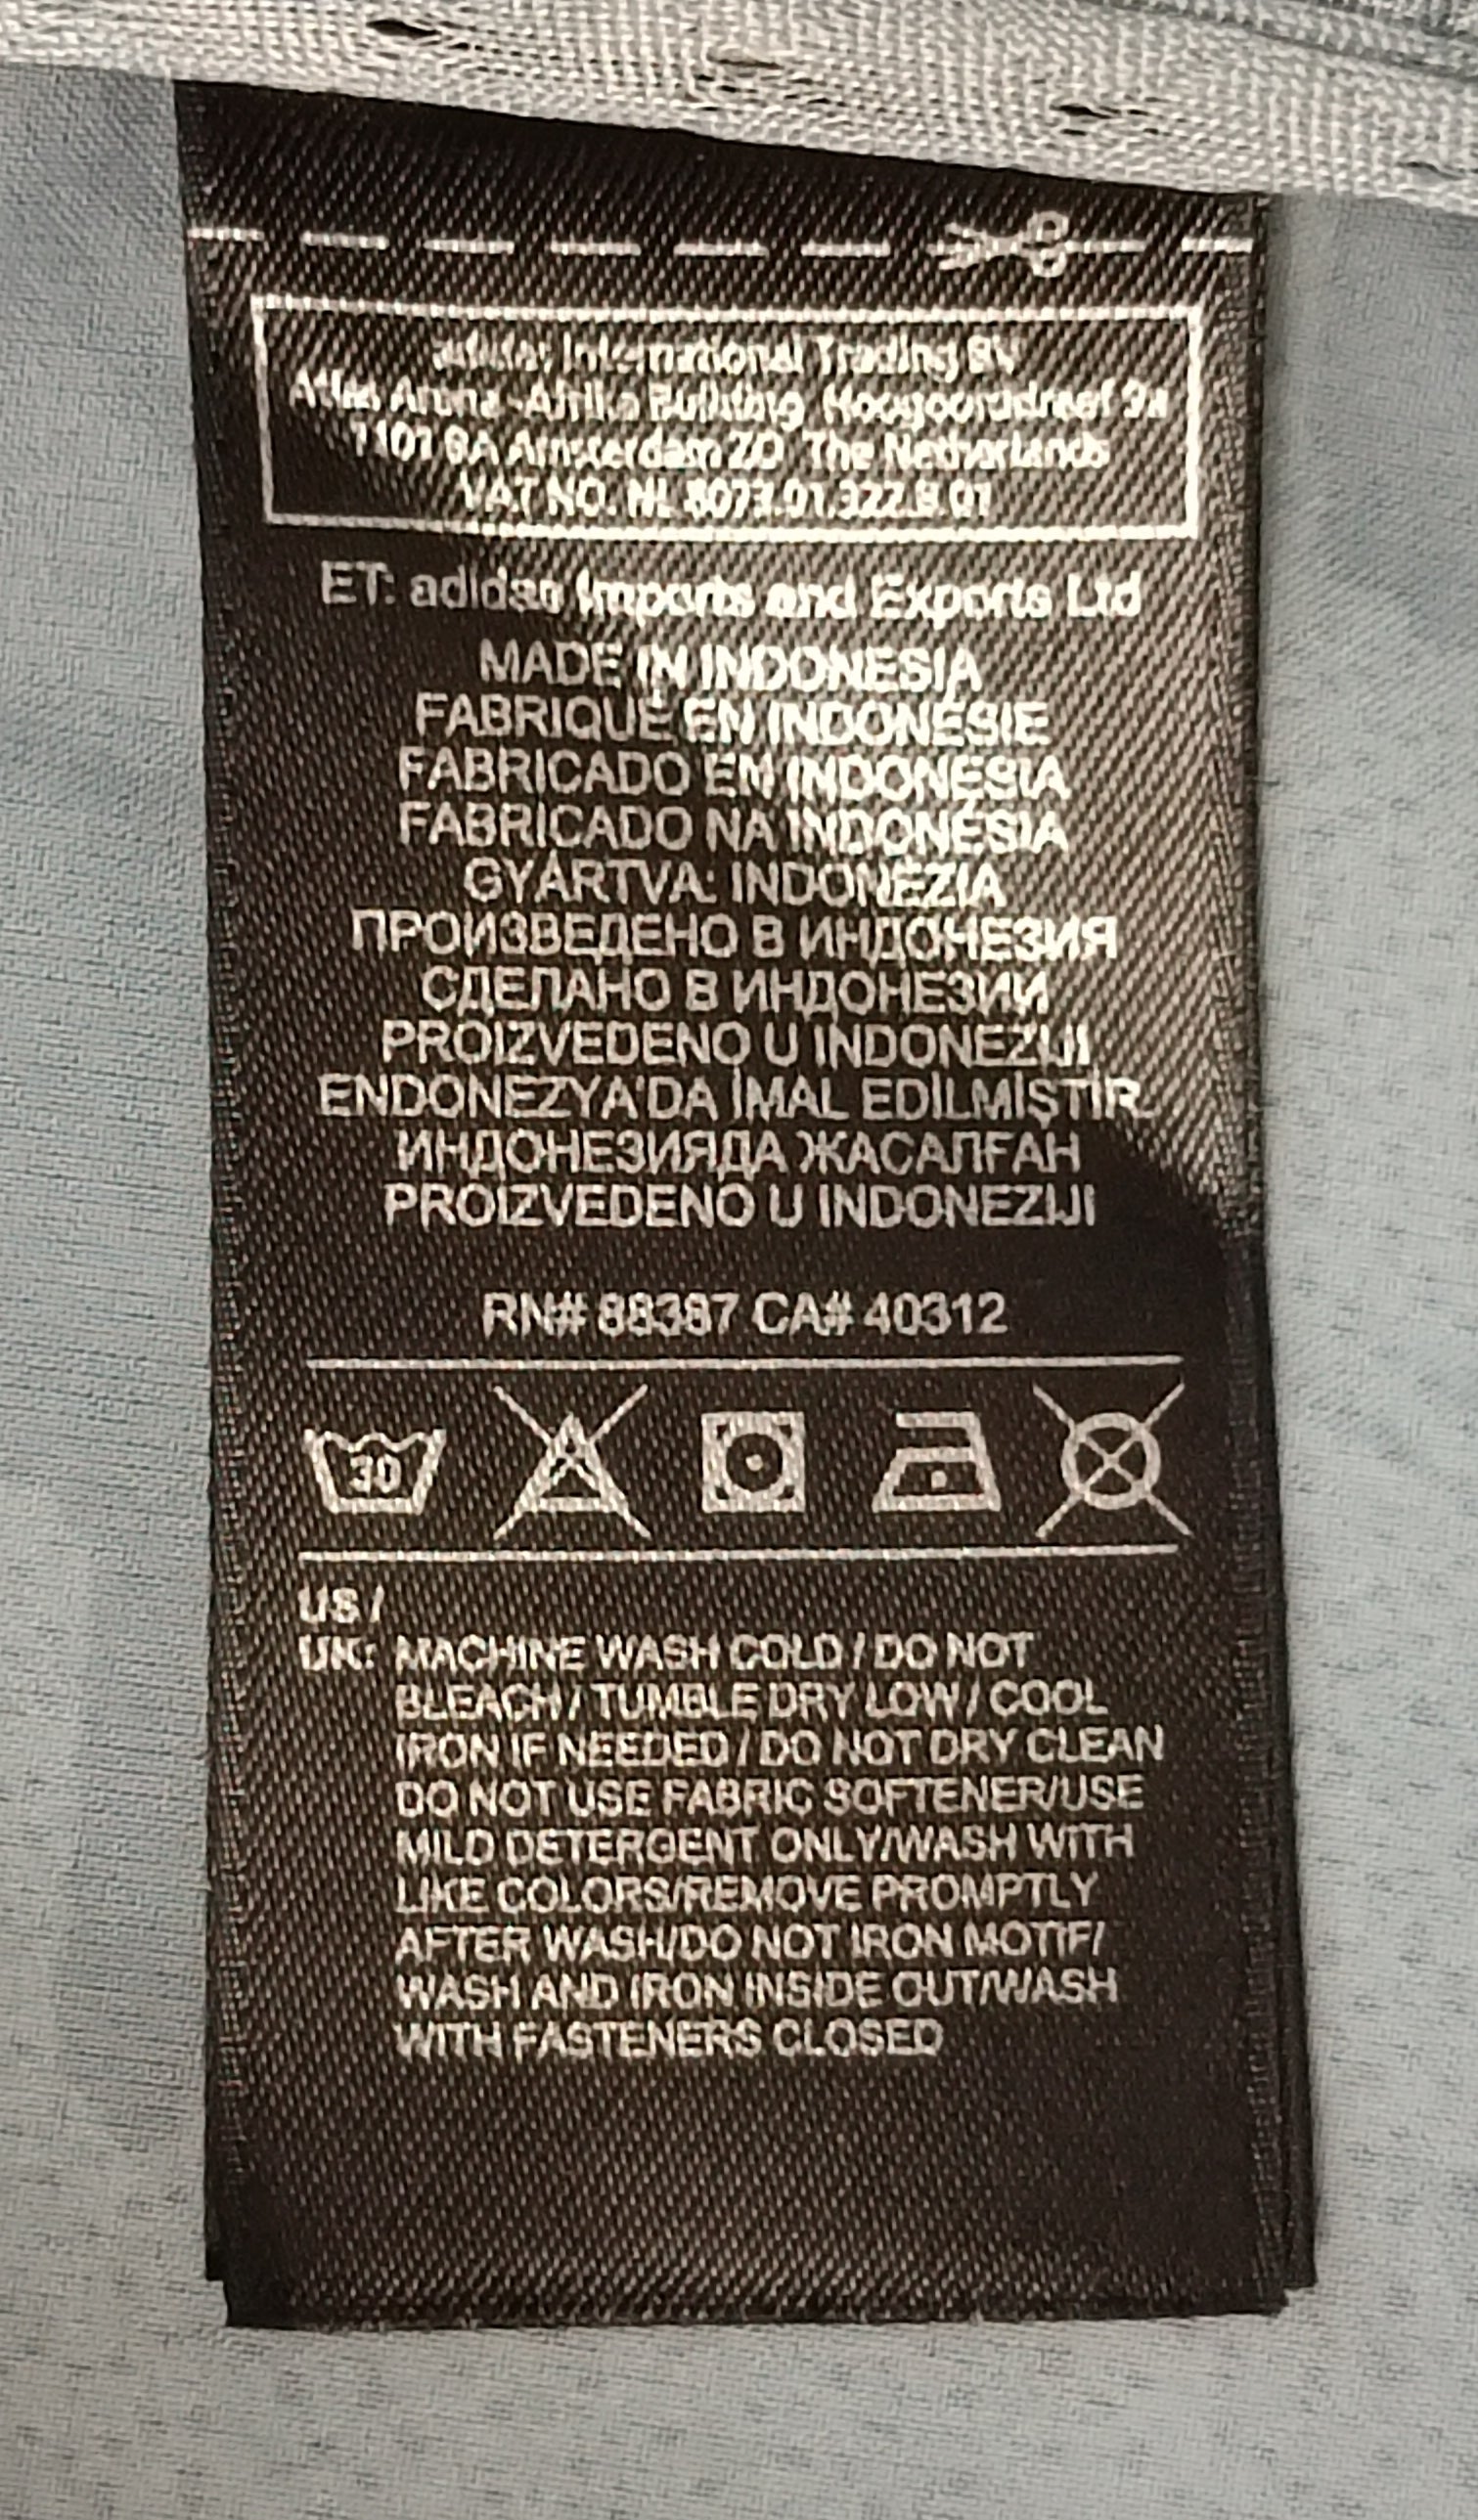 adidas International Trading BV
Atlas Arena -Afrika Building, Hoogoorddreef 9a
1101 BA Amsterdam ZO The Netherlands
VAT NO. NL 8073.01.322.B.01
ET: adidas Imports and Exports Ltd
MADE IN INDONESIA
FABRIQUÉ EN INDONÉSIE
FABRICADO EN INDONESIA
FABRICADO NA INDONÉSIA
GYÁRTVA: INDONÉZIA
ПРОИЗВЕДЕНО В ИНДОНЕЗИЯ
СДЕЛАНО В ИНДОНЕЗИИ
PROIZVEDENO U INDONEZIJI
ENDONEZYA'DA İMAL EDİLMİŞTİR.
ИНДОНЕЗИЯДА ЖАСАЛҒАН
PROIZVEDENO U INDONEZIJI
RN# 88387 CA# 40312
30
US /
UK: MACHINE WASH COLD / DO NOT
BLEACH / TUMBLE DRY LOW / COOL
IRON IF NEEDED / DO NOT DRY CLEAN
DO NOT USE FABRIC SOFTENER/USE
MILD DETERGENT ONLY/WASH WITH
LIKE COLORS/REMOVE PROMPTLY
AFTER WASH/DO NOT IRON MOTIF/
WASH AND IRON INSIDE OUT/WASH
WITH FASTENERS CLOSED